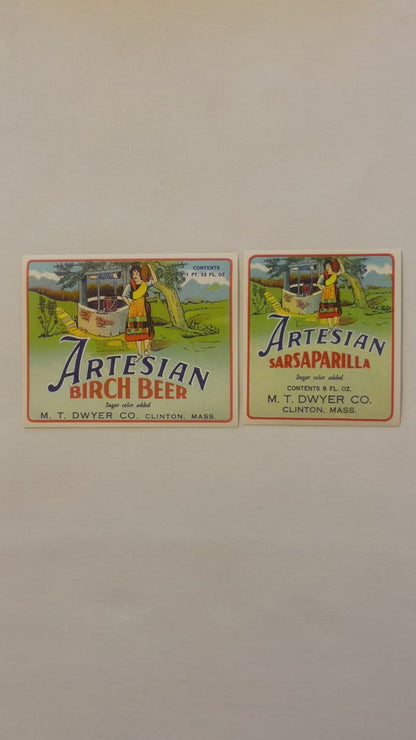 CONTENTS
1 PT. 12 FL. OZ.
ARTESIAN
BIRCH BEER
Sugar color added
M. T. DWYER CO. CLINTON, MASS.
ARTESIAN
SARSAPARILLA
Sugar color added
CONTENTS 8 FL. OZ.
M. T. DWYER CO.
CLINTON, MASS.